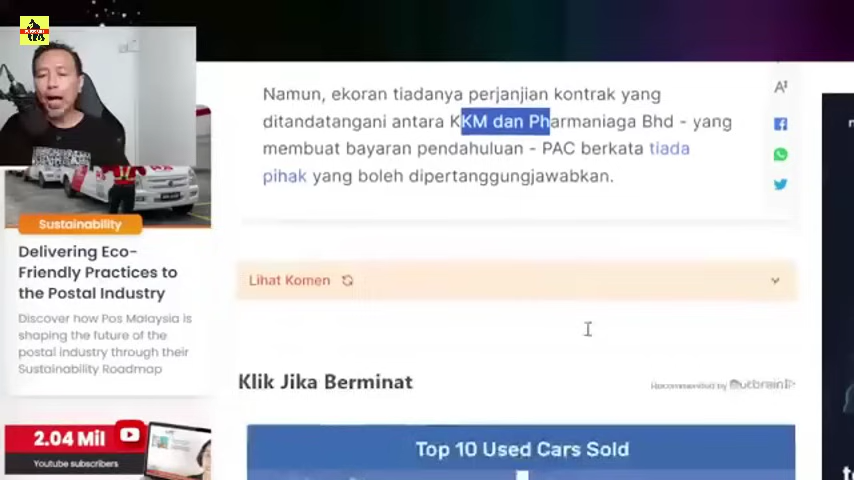 Namun, ekoran tiadanya perjanjian kontrak yang
ditandatangani antara KKM dan Pharmaniaga Bhd - yang
membuat bayaran pendahuluan - PAC berkata tiada
pihak yang boleh dipertanggungjawabkan.
Sustainability
Delivering Eco-
Friendly Practices to
the Postal Industry
Discover how Pos Malaysia is
shaping the future of the
postal industry through their
Sustainability Roadmap
Lihat Komen
Klik Jika Berminat
Recommended by Outbrain
2.04 Mil
Youtube subscribers
Top 10 Used Cars Sold